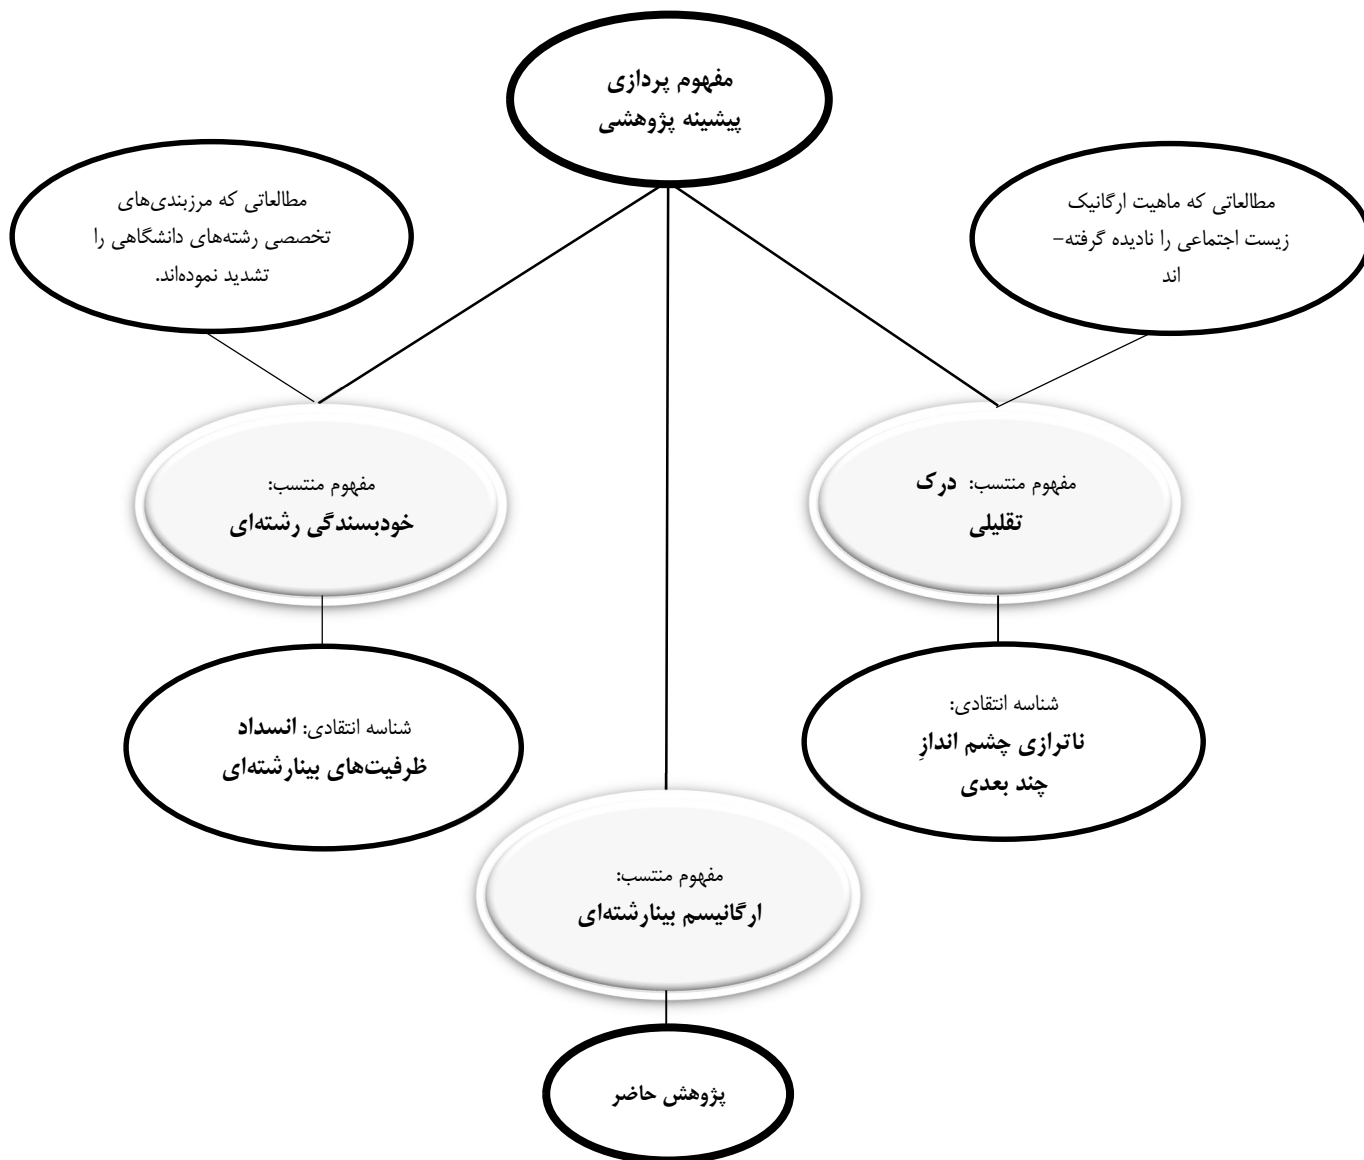 مفهوم پردازی
پیشینه پژوهشی
مطالعاتی که ماهیت ارگانیک
زیست اجتماعی را نادیده گرفته-
اند
مطالعاتی که مرزبندی‌های
تخصصی رشته‌های دانشگاهی را
تشدید نموده‌اند.
مفهوم منتسب: درک
تقلیلی
مفهوم منتسب:
خودبسندگی رشته‌ای
شناسه انتقادی:
ناترازی چشم اندازِ
چند بعدی
شناسه انتقادی: انسداد
ظرفیت‌های بینارشته‌ای
مفهوم منتسب:
ارگانیسم بینارشته‌ای
پژوهش حاضر